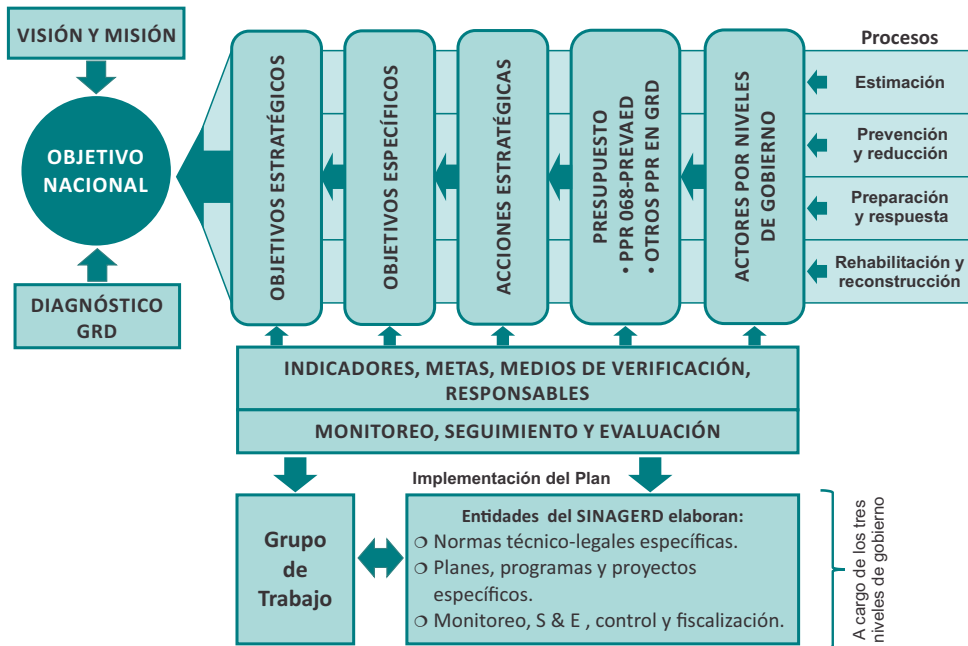 VISIÓN Y MISIÓN
OBJETIVO
NACIONAL
DIAGNÓSTICO
GRD
OBJETIVOS ESTRATÉGICOS
OBJETIVOS ESPECÍFICOS
ACCIONES ESTRATÉGICAS
PRESUPUESTO
• PPR 068-PREVAED
• OTROS PPR EN GRD
ACTORES POR NIVELES
DE GOBIERNO
Procesos
Estimación
Prevención
y reducción
Preparación
y respuesta
Rehabilitación y
reconstrucción
INDICADORES, METAS, MEDIOS DE VERIFICACIÓN,
RESPONSABLES
MONITOREO, SEGUIMIENTO Y EVALUACIÓN
Implementación del Plan
Grupo
de
Trabajo
Entidades del SINAGERD elaboran:
❍ Normas técnico-legales específicas.
❍ Planes, programas y proyectos
específicos.
❍ Monitoreo, S & E , control y fiscalización.
A cargo de los tres
niveles de gobierno